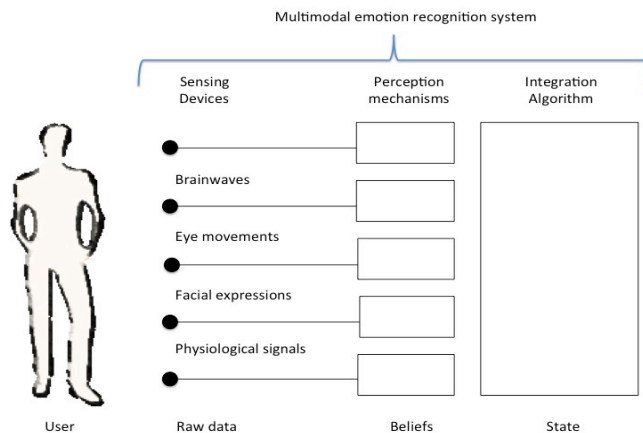 Multimodal emotion recognition system
Sensing
Devices
Perception
mechanisms
Integration
Algorithm
Brainwaves
Eye movements
Facial expressions
Physiological signals
User
Raw data
Beliefs
State